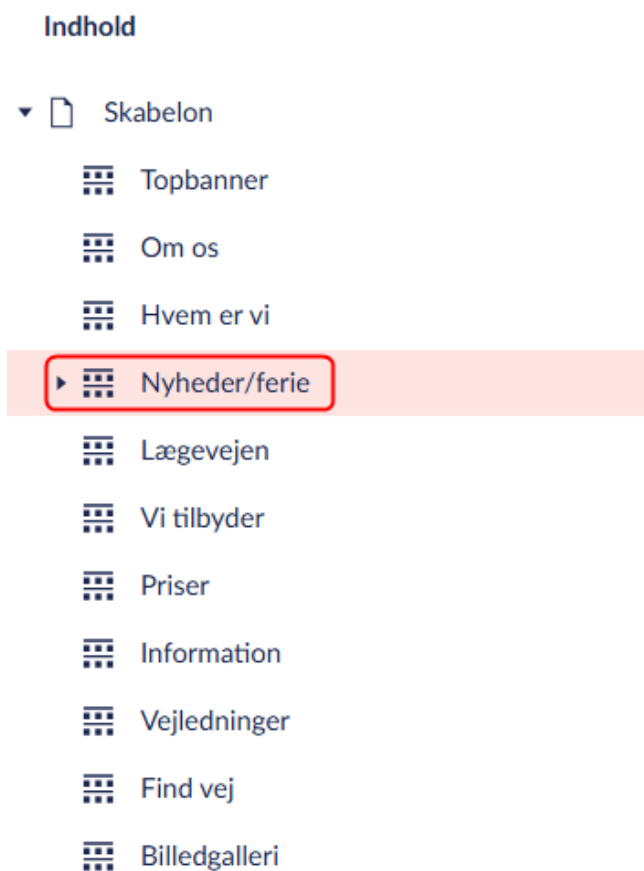 Indhold
Skabelon
Topbanner
Om os
Hvem er vi
Nyheder/ferie
Lægevejen
Vi tilbyder
Priser
Information
Vejledninger
Find vej
Billedgalleri